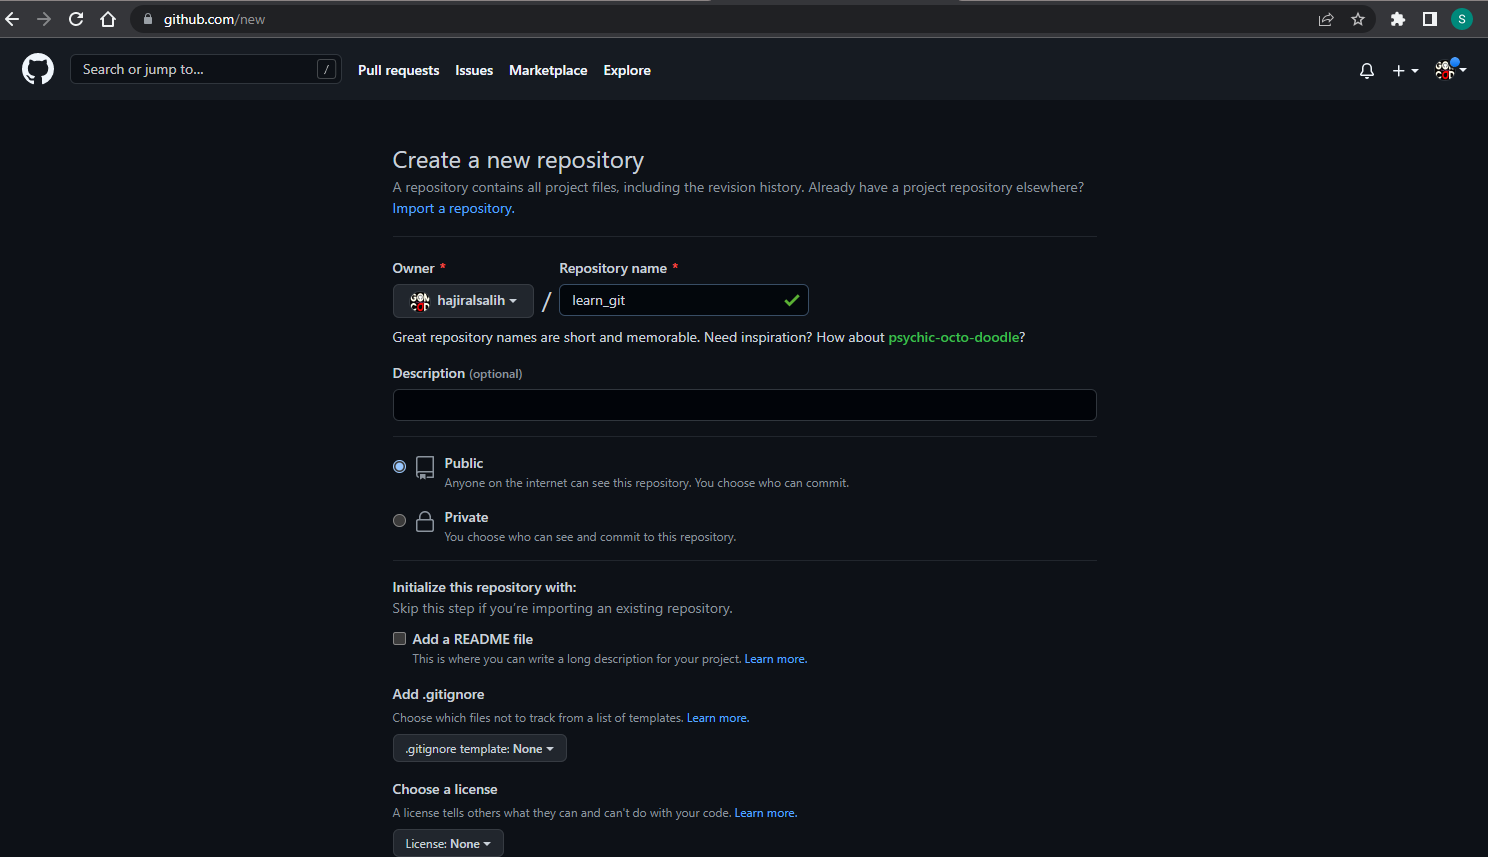 github.com/new
S
Search or jump to... /
Pull requests Issues Marketplace Explore
Create a new repository
A repository contains all project files, including the revision history. Already have a project repository elsewhere?
Import a repository.
Owner * Repository name *
hajiralsalih / learn_git
Great repository names are short and memorable. Need inspiration? How about psychic-octo-doodle?
Description (optional)
Public
Anyone on the internet can see this repository. You choose who can commit.
Private
You choose who can see and commit to this repository.
Initialize this repository with:
Skip this step if you’re importing an existing repository.
Add a README file
This is where you can write a long description for your project. Learn more.
Add .gitignore
Choose which files not to track from a list of templates. Learn more.
.gitignore template: None
Choose a license
A license tells others what they can and can't do with your code. Learn more.
License: None